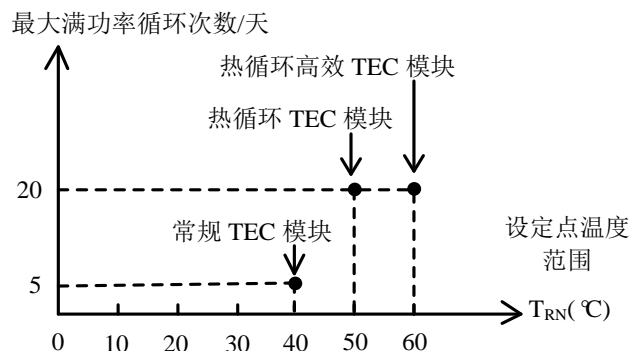 最大满功率循环次数/天
热循环高效 TEC 模块
热循环 TEC 模块
20
常规 TEC 模块
设定点温度
范围
5
T_RN(℃)
0 10 20 30 40 50 60